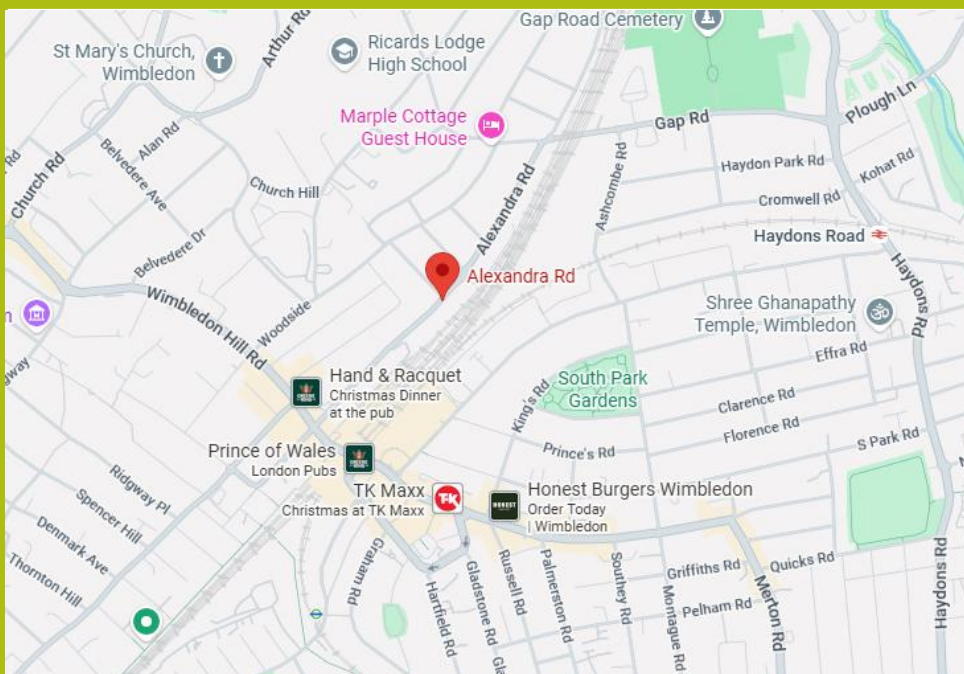 Gap Road Cemetery
St Mary's Church,
Wimbledon
Arthur Rd
Ricards Lodge
High School
Plough Ln
Marple Cottage
Guest House
Gap Rd
Alan Rd
Belvedere Ave
Church Rd
Rd
Church Hill
Alexandra Rd
Ashcombe Rd
Haydon Park Rd
Kohat Rd
Cromwell Rd
Haydons Road
Belvedere Dr
Alexandra Rd
Haydons Rd
Wimbledon Hill Rd
Woodside
Shree Ghanapathy
Temple, Wimbledon
Effra Rd
Hand & Racquet
Christmas Dinner
at the pub
King's Rd
South Park
Gardens
Clarence Rd
Florence Rd
S Park Rd
Prince of Wales
London Pubs
Prince's Rd
TK Maxx
Christmas at TK Maxx
TK
HONEST
Honest Burgers Wimbledon
Order Today
| Wimbledon
Ridgway Pl
Spencer Hill
Denmark Ave
Thornton Hill
Graham Rd
Hartfield Rd
Gladstone Rd
Russell Rd
Palmerston Rd
Southey Rd
Montague Rd
Griffiths Rd
Quicks Rd
Pelham Rd
Merton Rd
Haydons Rd